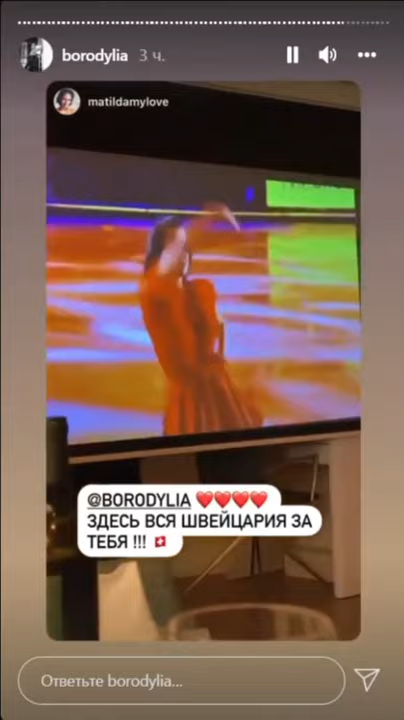 borodylia 3 ч.
matildamylove
@BORODYLIA ❤️❤️❤️❤️
ЗДЕСЬ ВСЯ ШВЕЙЦАРИЯ ЗА
ТЕБЯ !!! 🇨🇭
Ответьте borodylia...